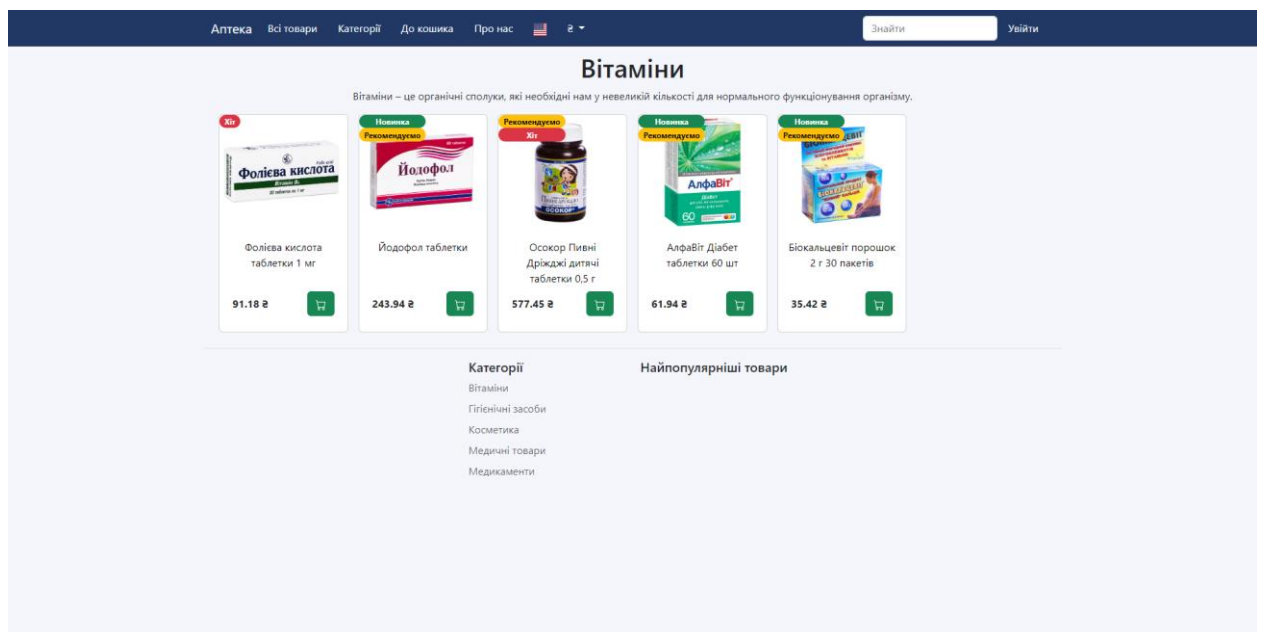 Аптека Всі товари Категорії До кошика Про нас ₴ Знайти Увійти
Вітаміни
Вітаміни – це органічні сполуки, які необхідні нам у невеликій кількості для нормального функціонування організму.
Хіт
Фолієва кислота
Фолієва кислота
таблетки 1 мг
91.18 ₴
Новинка
Рекомендуємо
Йодофол
Йодофол таблетки
243.94 ₴
Рекомендуємо
Хіт
ОСОКОР
Осокор Пивні
Дріжджі дитячі
таблетки 0,5 г
577.45 ₴
Новинка
Рекомендуємо
АлфаВіт
Діабет
60
АлфаВіт Діабет
таблетки 60 шт
61.94 ₴
Новинка
Рекомендуємо
Біокальцевіт порошок
2 г 30 пакетів
35.42 ₴
Категорії
Вітаміни
Гігієнічні засоби
Косметика
Медичні товари
Медикаменти
Найпопулярніші товари